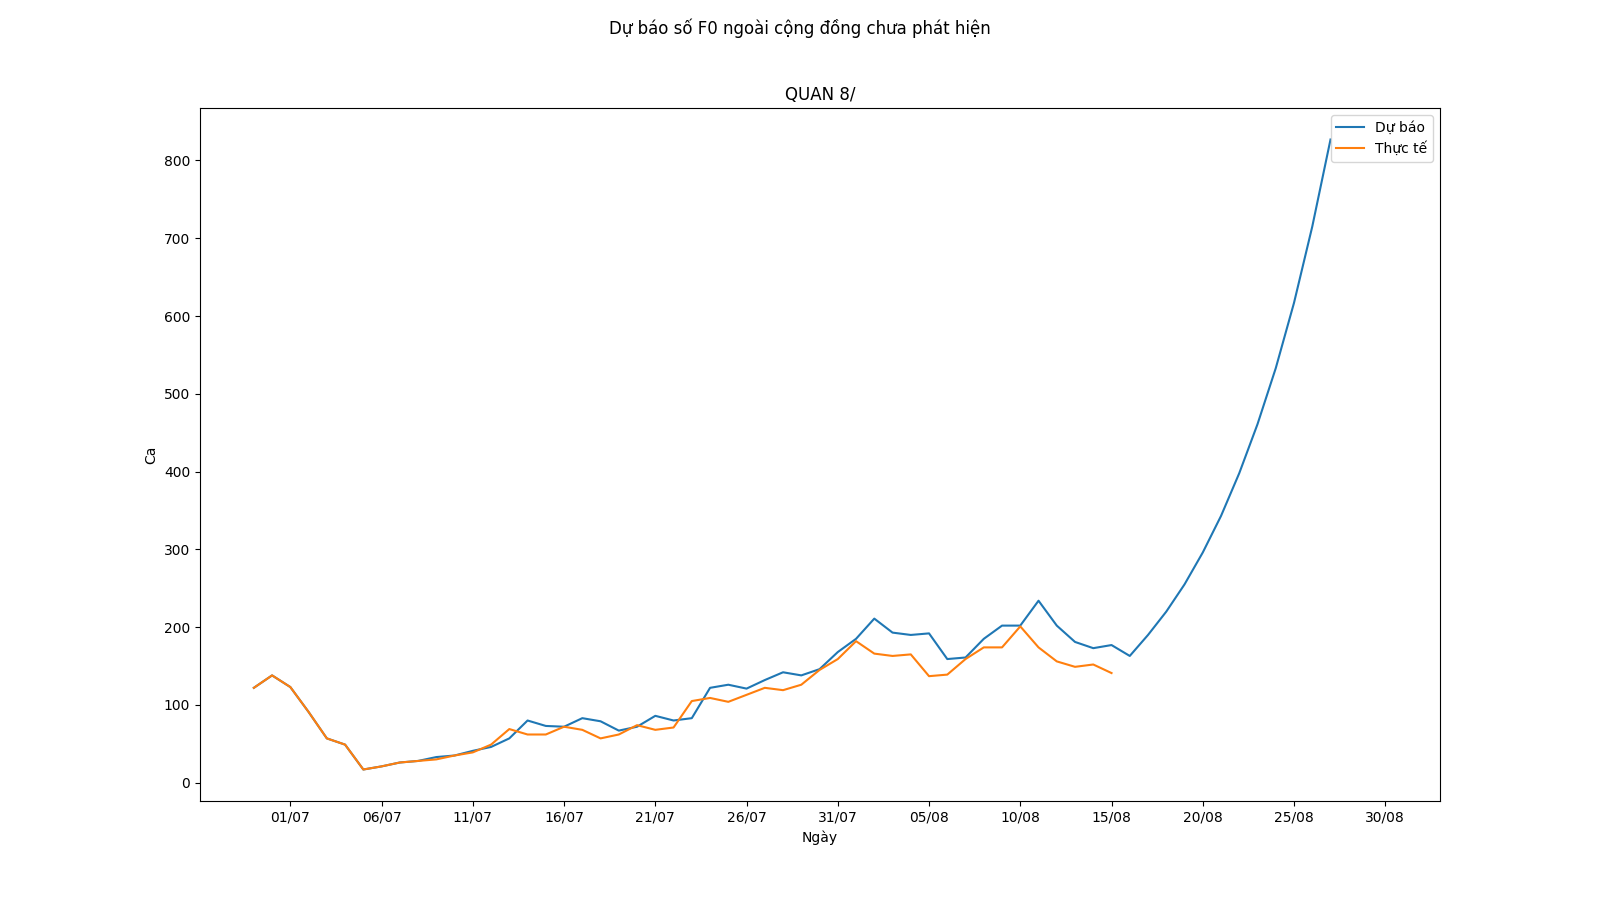 Dự báo số F0 ngoài cộng đồng chưa phát hiện
QUAN 8/
Dự báo
Thực tế
800
700
600
500
400
300
200
100
0
Ca
01/07 06/07 11/07 16/07 21/07 26/07 31/07 05/08 10/08 15/08 20/08 25/08 30/08
Ngày